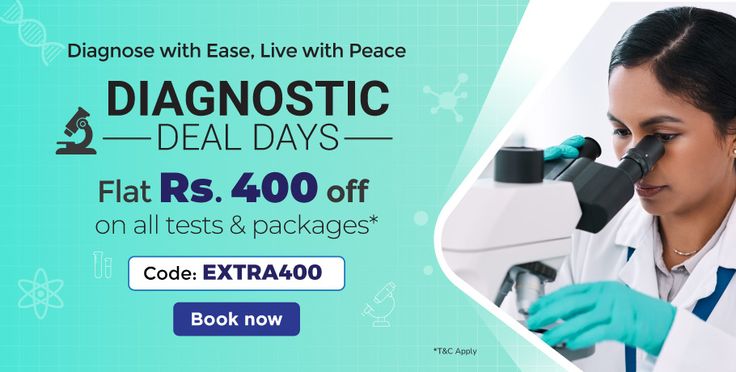 Diagnose with Ease, Live with Peace
DIAGNOSTIC
DEAL DAYS
Flat Rs. 400 off
on all tests & packages*
Code: EXTRA400
Book now
*T&C Apply